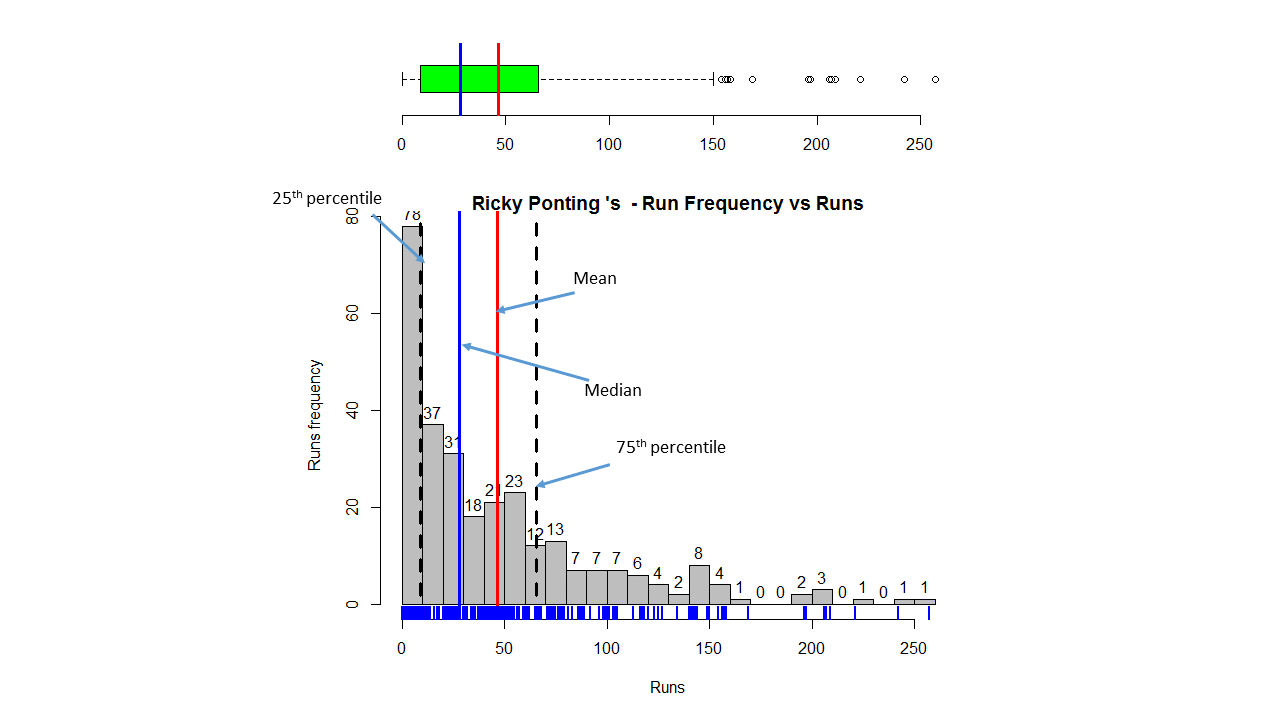 0 50 100 150 200 250
25th percentile
Ricky Ponting 's - Run Frequency vs Runs
78
80
Mean
60
Median
Runs frequency
40
37
31
75th percentile
23
21
18
20
12 13
7 7 7 6 4 2 8 4 1 0 0 2 3 0 1 0 1 1
0
0 50 100 150 200 250
Runs